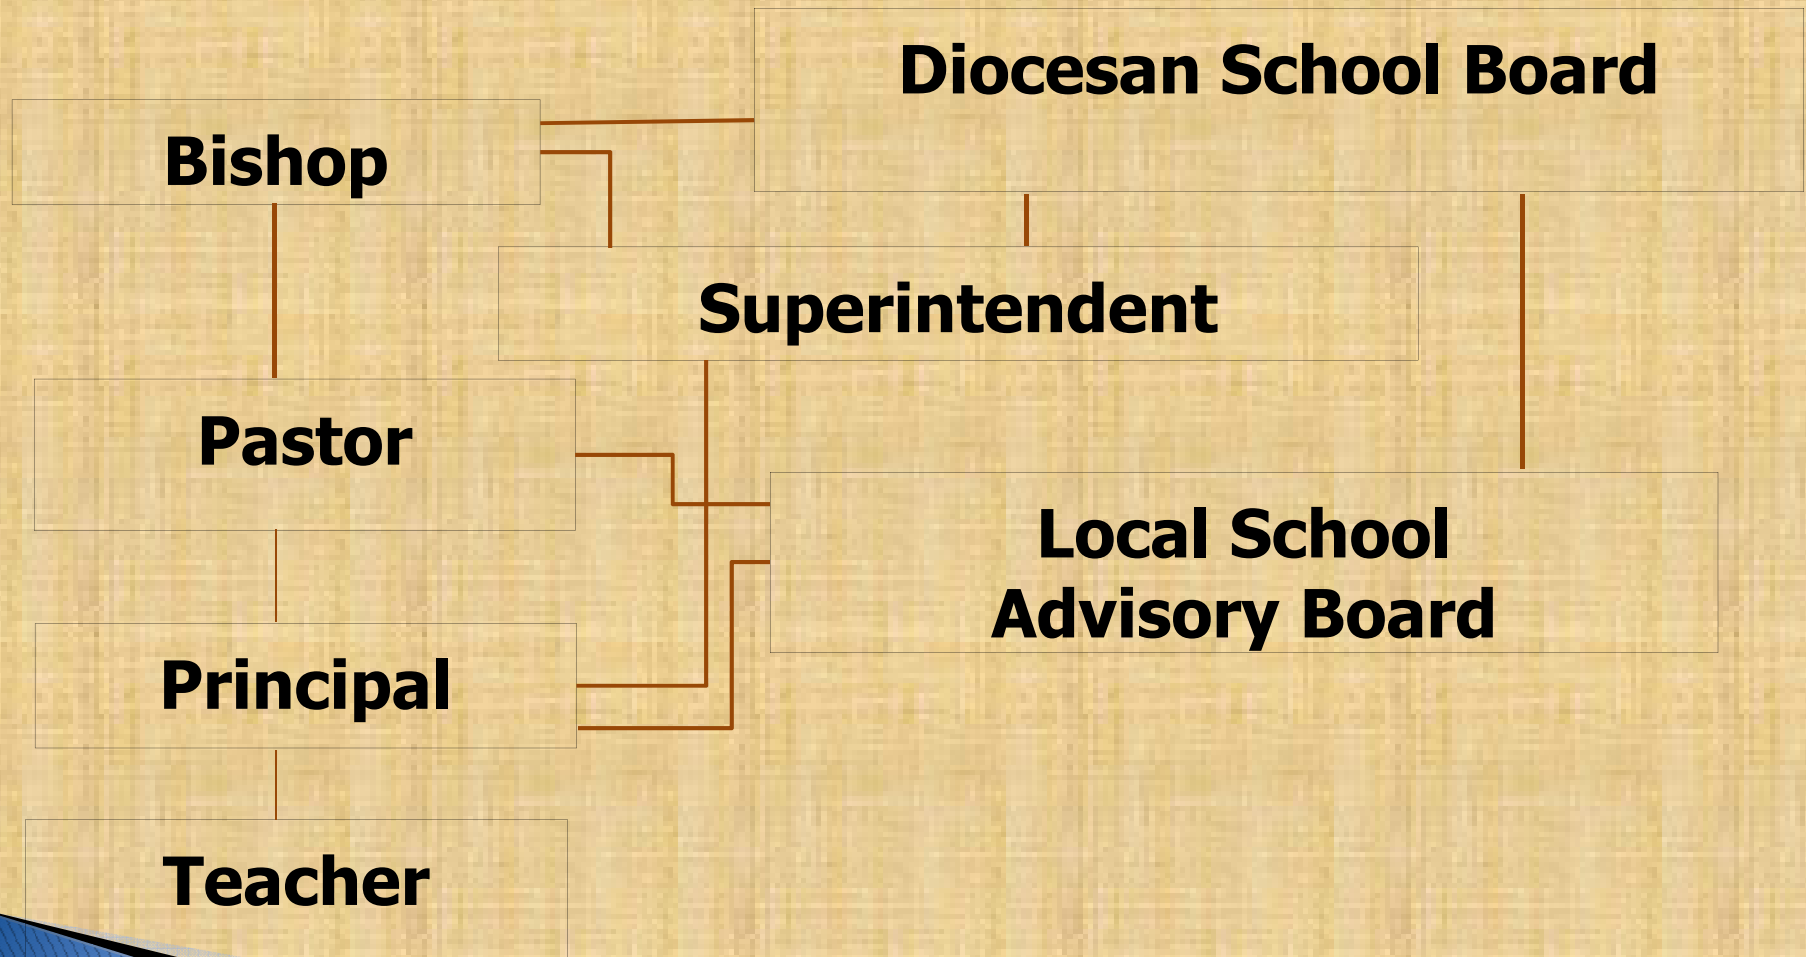 Diocesan School Board
Bishop
Superintendent
Pastor
Local School
Advisory Board
Principal
Teacher